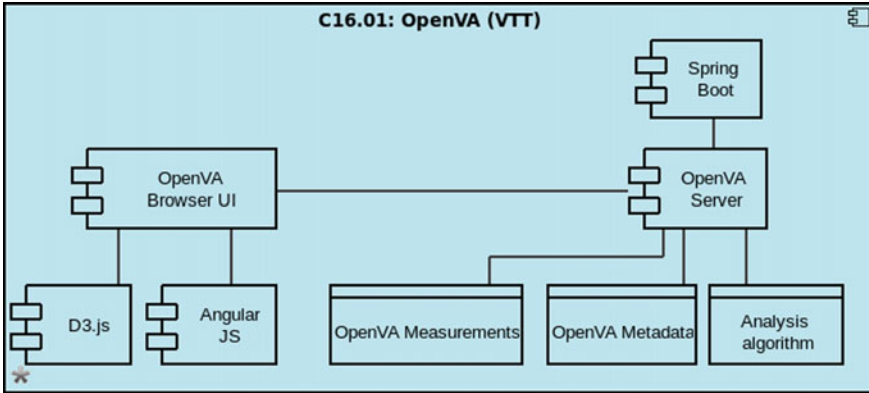 C16.01: OpenVA (VTT)
Spring
Boot
OpenVA
Browser UI
OpenVA
Server
D3.js
Angular
JS
OpenVA Measurements
OpenVA Metadata
Analysis
algorithm